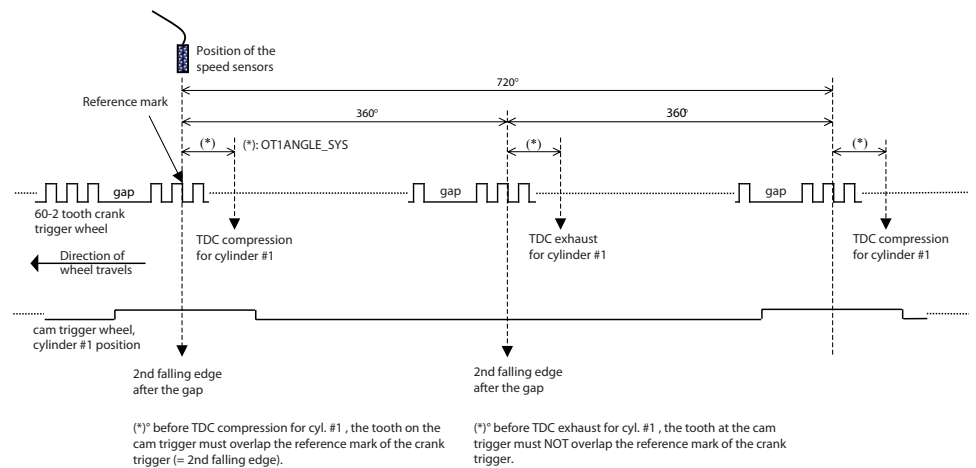 Position of the
speed sensors
720°
Reference mark
360°
360°
(*)
(*): OT1ANGLE_SYS
(*)
(*)
gap
gap
gap
60-2 tooth crank
trigger wheel
TDC compression
for cylinder #1
TDC exhaust
for cylinder #1
TDC compression
for cylinder #1
Direction of
wheel travels
cam trigger wheel,
cylinder #1 position
2nd falling edge
after the gap
2nd falling edge
after the gap
(*)° before TDC compression for cyl. #1 , the tooth on the
cam trigger must overlap the reference mark of the crank
trigger (= 2nd falling edge).
(*)° before TDC exhaust for cyl. #1 , the tooth at the cam
trigger must NOT overlap the reference mark of the crank
trigger.